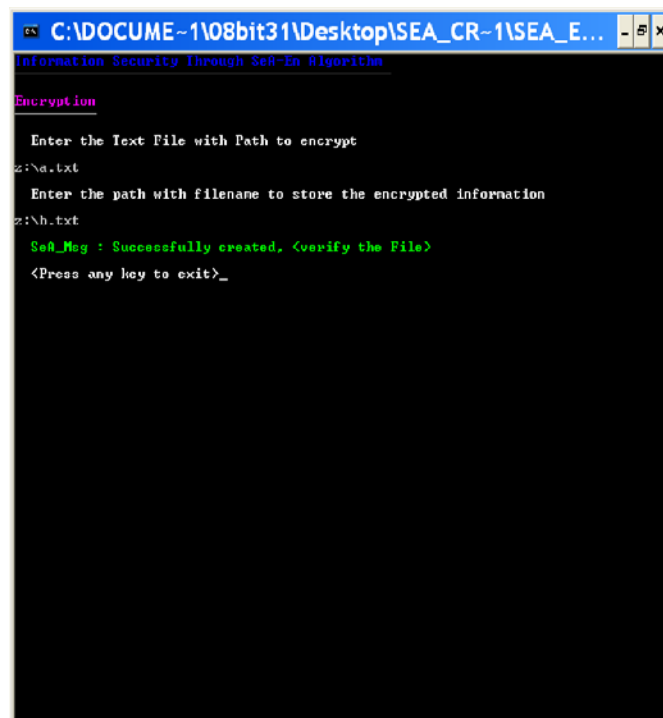 C:\DOCUME~1\08bit31\Desktop\SEA_CR~1\SEA_E...
Information Security Through SeA-En Algorithm
Encryption
Enter the Text File with Path to encrypt
z:\a.txt
Enter the path with filename to store the encrypted information
z:\b.txt
SeA_Msg : Successfully created, <verify the File>
<Press any key to exit>_